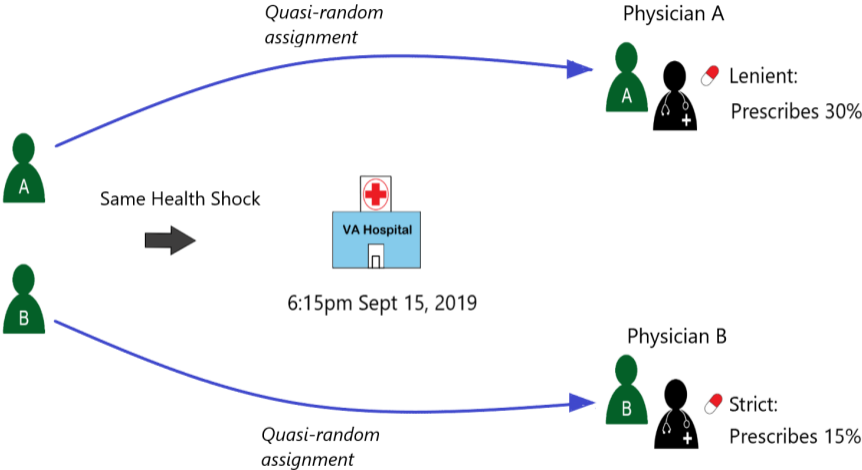 Quasi-random
assignment
Physician A
A
Lenient:
Prescribes 30%
A
Same Health Shock
VA Hospital
6:15pm Sept 15, 2019
B
Physician B
B
Strict:
Prescribes 15%
Quasi-random
assignment